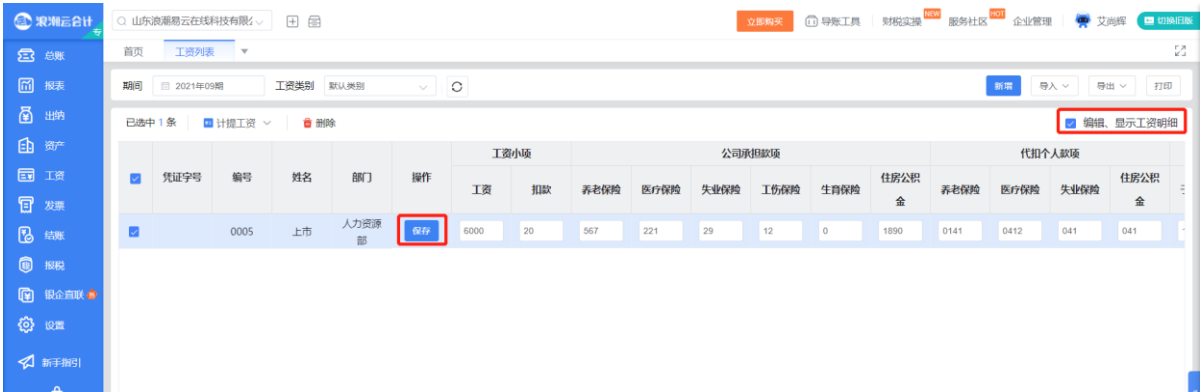 浪潮云会计
专
山东浪潮易云在线科技有限
立即购买
导账工具
财税实操
NEW
服务社区
HOT
企业管理
艾尚辉
切换旧版
总账
首页
工资列表
报表
期间
2021年09期
工资类别
默认类别
新增
导入
导出
打印
出纳
已选中 1 条
计提工资
删除
编辑、显示工资明细
资产
工资小项
公司承担款项
代扣个人款项
工资
凭证字号
编号
姓名
部门
操作
工资
扣款
养老保险
医疗保险
失业保险
工伤保险
生育保险
住房公积
金
养老保险
医疗保险
失业保险
住房公积
金
发票
结账
0005
上市
人力资源
部
保存
6000
20
567
221
29
12
0
1890
0141
0412
041
041
报税
银企直联
设置
新手指引